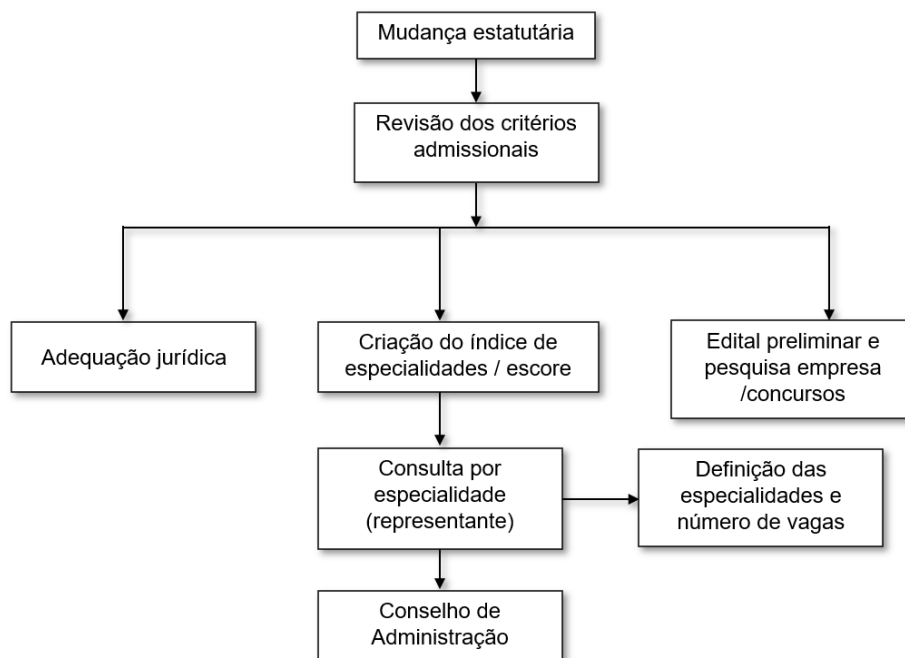 Mudança estatutária
Revisão dos critérios
admissionais
Adequação jurídica
Criação do índice de
especialidades / escore
Edital preliminar e
pesquisa empresa
/concursos
Consulta por
especialidade
(representante)
Definição das
especialidades e
número de vagas
Conselho de
Administração